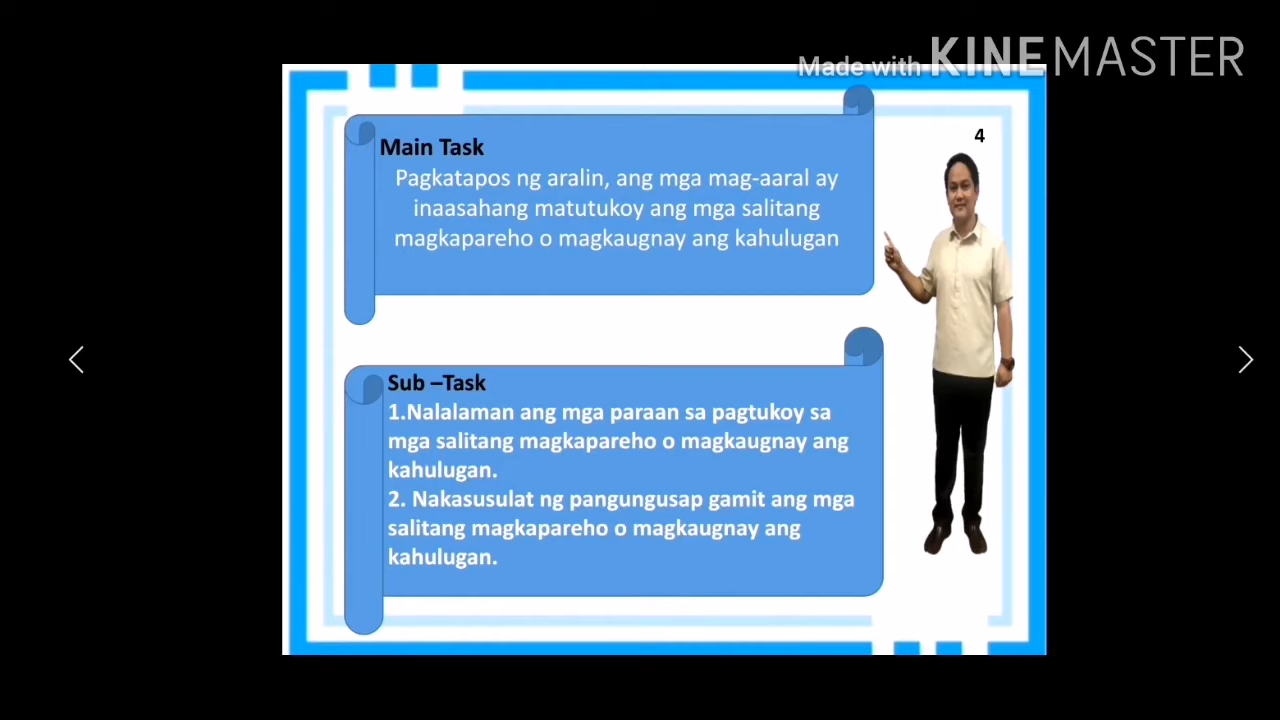 Made with KINEMASTER
4
Main Task
Pagkatapos ng aralin, ang mga mag-aaral ay
inaasahang matutukoy ang mga salitang
magkapareho o magkaugnay ang kahulugan
Sub –Task
1.Nalalaman ang mga paraan sa pagtukoy sa
mga salitang magkapareho o magkaugnay ang
kahulugan.
2. Nakasusulat ng pangungusap gamit ang mga
salitang magkapareho o magkaugnay ang
kahulugan.